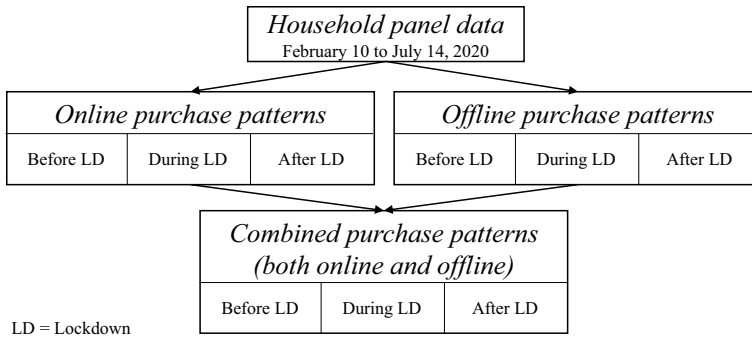 Household panel data
February 10 to July 14, 2020
Online purchase patterns
Before LD During LD After LD
Offline purchase patterns
Before LD During LD After LD
Combined purchase patterns
(both online and offline)
Before LD During LD After LD
LD = Lockdown